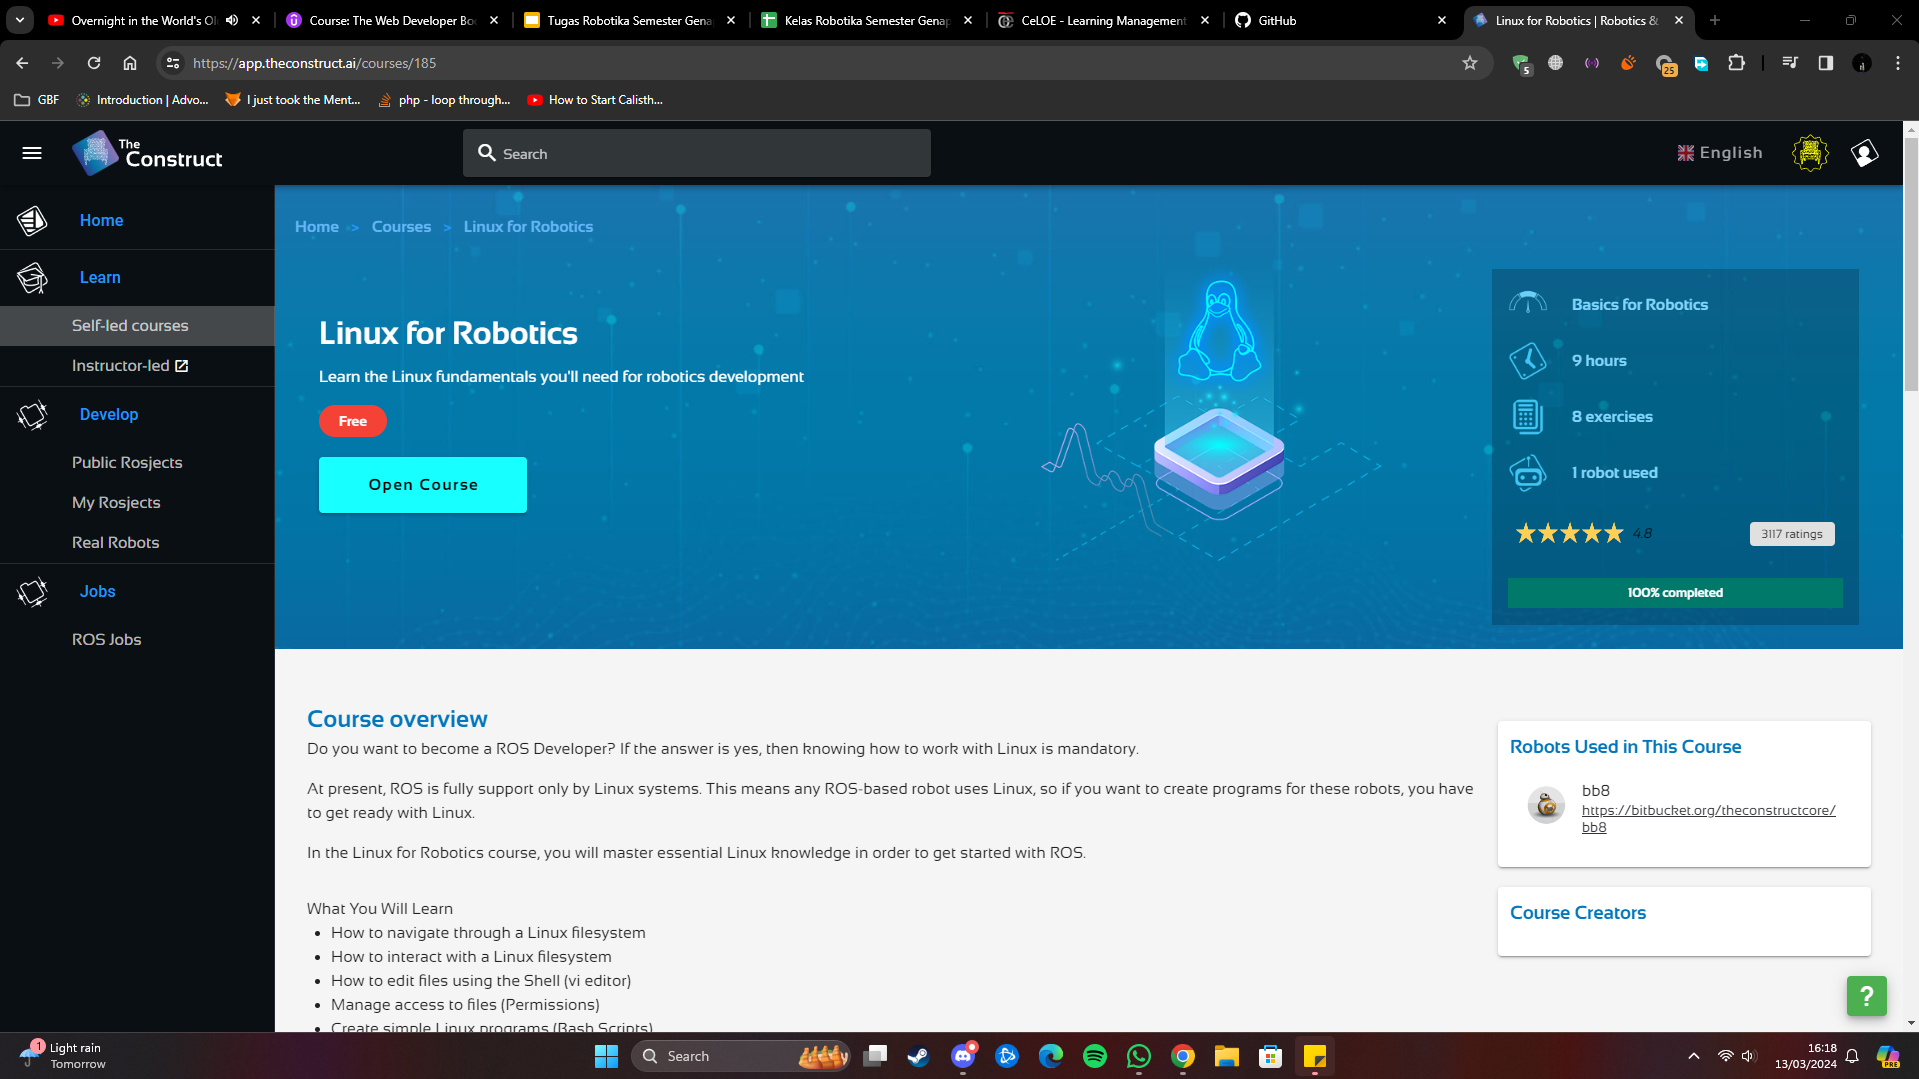 Overnight in the World's Ol
Course: The Web Developer Boo
Tugas Robotika Semester Genap
Kelas Robotika Semester Genap
CeLOE - Learning Management
GitHub
Linux for Robotics | Robotics &
https://app.theconstruct.ai/courses/185
5
25
GBF
Introduction | Advo...
I just took the Ment...
php - loop through...
How to Start Calisth...
The
Construct
Search
English
Home
Learn
Self-led courses
Instructor-led
Develop
Public Rosjects
My Rosjects
Real Robots
Jobs
ROS Jobs
Home > Courses > Linux for Robotics
Linux for Robotics
Learn the Linux fundamentals you'll need for robotics development
Free
Open Course
Basics for Robotics
9 hours
8 exercises
1 robot used
4.8
3117 ratings
100% completed
Course overview
Do you want to become a ROS Developer? If the answer is yes, then knowing how to work with Linux is mandatory.
At present, ROS is fully support only by Linux systems. This means any ROS-based robot uses Linux, so if you want to create programs for these robots, you have
to get ready with Linux.
In the Linux for Robotics course, you will master essential Linux knowledge in order to get started with ROS.
What You Will Learn
• How to navigate through a Linux filesystem
• How to interact with a Linux filesystem
• How to edit files using the Shell (vi editor)
• Manage access to files (Permissions)
• Create simple Linux programs (Bash Scripts)
Robots Used in This Course
bb8
https://bitbucket.org/theconstructcore/
bb8
Course Creators
?
1
Light rain
Tomorrow
Search
16:18
13/03/2024
PRE